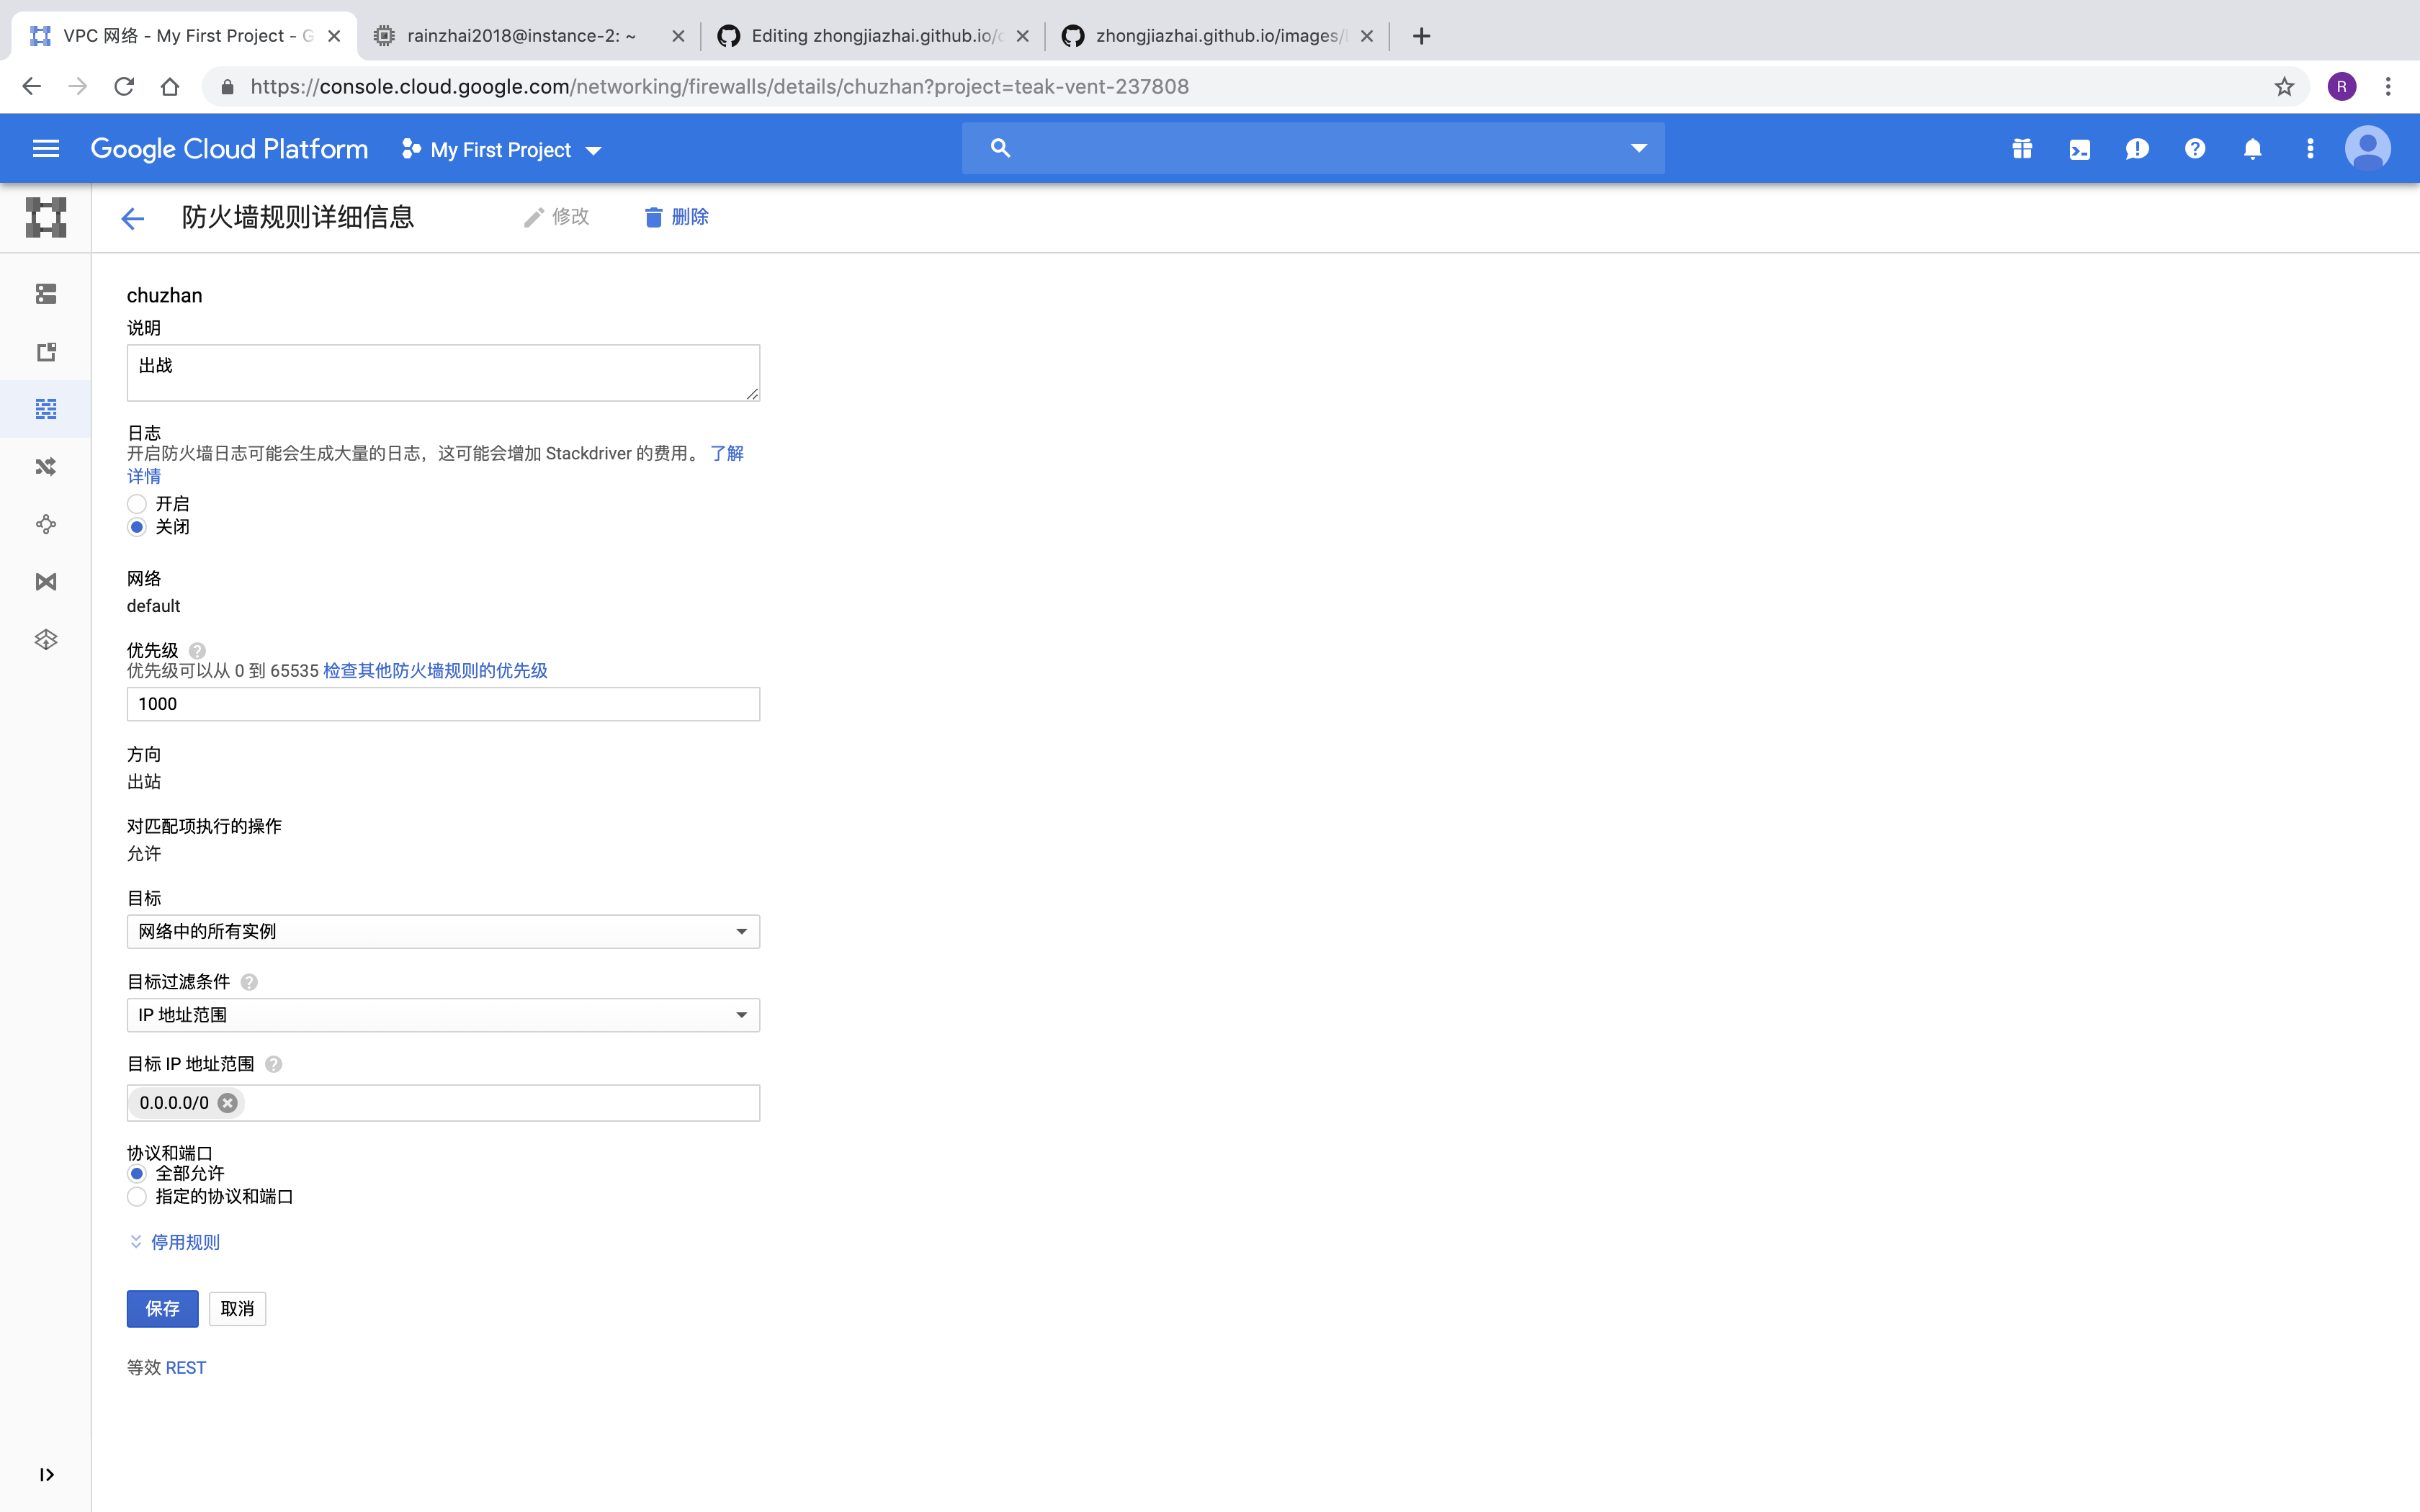 VPC 网络 - My First Project - G
rainzhai2018@instance-2: ~
Editing zhongjiazhai.github.io/
zhongjiazhai.github.io/images/
https://console.cloud.google.com/networking/firewalls/details/chuzhan?project=teak-vent-237808
R
Google Cloud Platform
My First Project
防火墙规则详细信息
修改
删除
chuzhan
说明
出战
日志
开启防火墙日志可能会生成大量的日志，这可能会增加 Stackdriver 的费用。 了解
详情
开启
关闭
网络
default
优先级
优先级可以从 0 到 65535 检查其他防火墙规则的优先级
1000
方向
出站
对匹配项执行的操作
允许
目标
网络中的所有实例
目标过滤条件
IP 地址范围
目标 IP 地址范围
0.0.0.0/0
协议和端口
全部允许
指定的协议和端口
停用规则
保存
取消
等效 REST